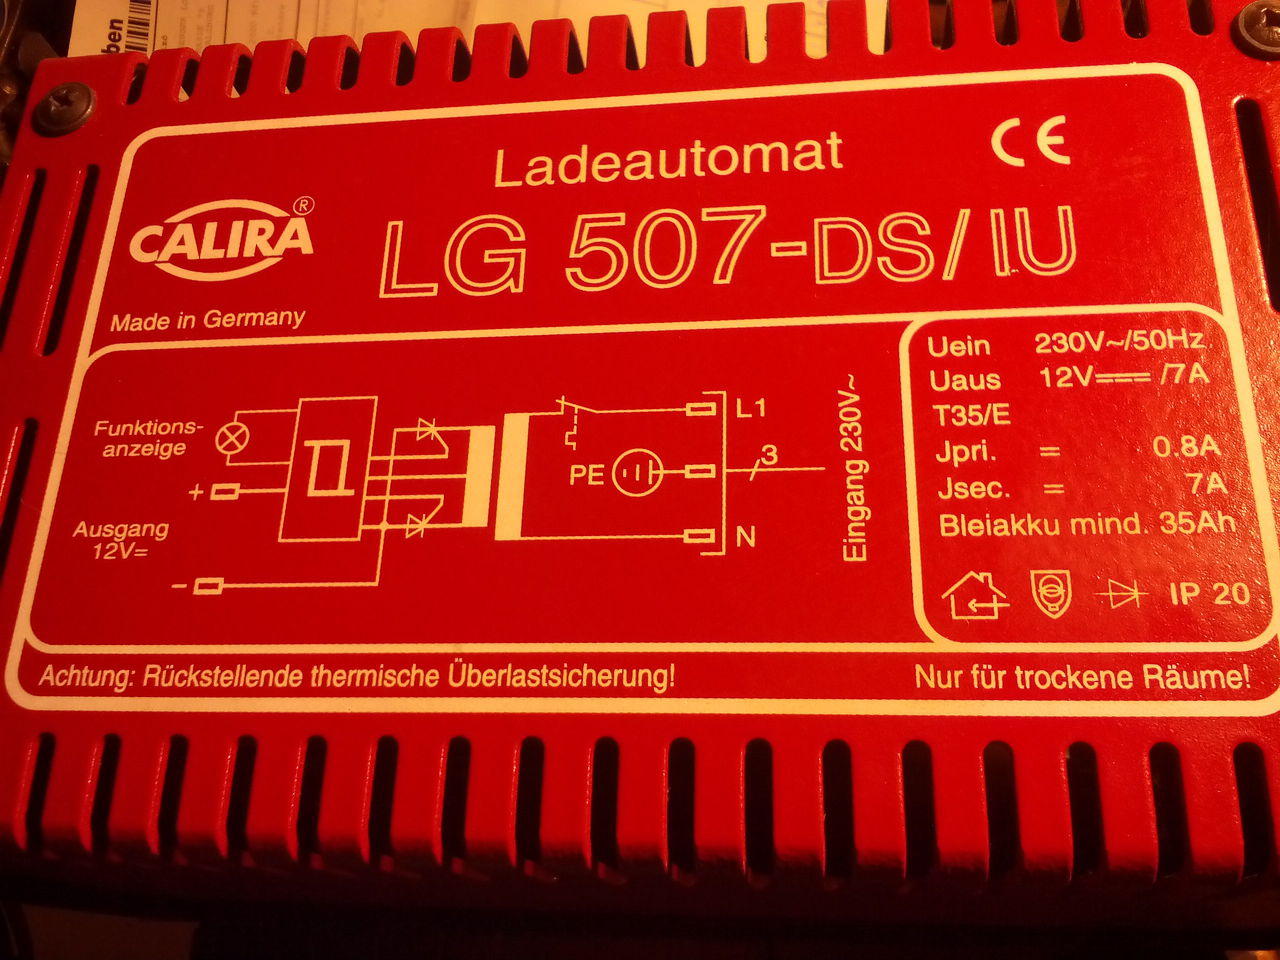 ben
Ladeautomat
CE
CALIRA®
LG 507-DS/IU
Made in Germany
Uein 230V~/50Hz
Uaus 12V /7A
T35/E
Jpri. = 0.8A
Jsec. = 7A
Bleiakku mind. 35Ah
IP 20
Funktions-
anzeige
+
Ausgang
12V=
−
L1
PE
3
N
Eingang 230V~
Achtung: Rückstellende thermische Überlastsicherung!
Nur für trockene Räume!